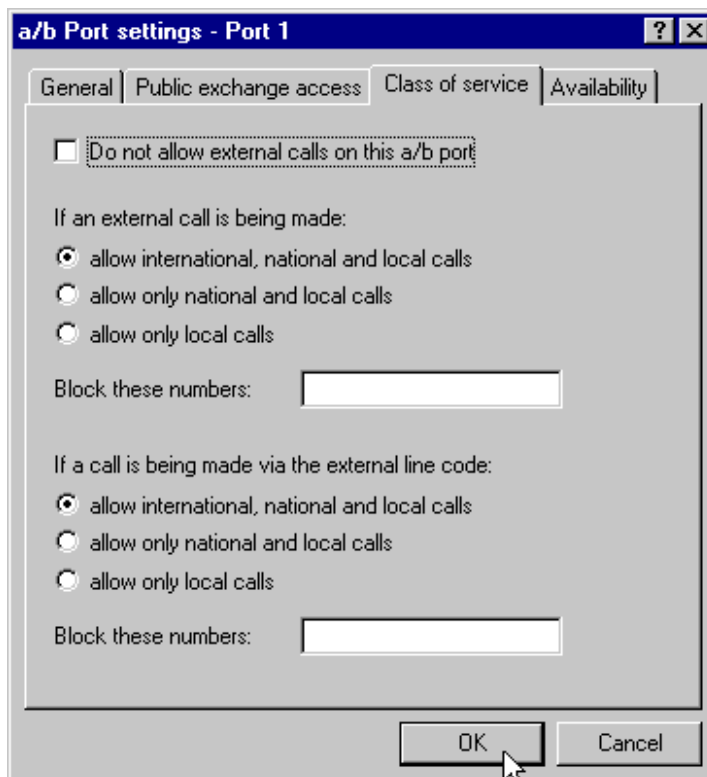 a/b Port settings - Port 1
General Public exchange access Class of service Availability
Do not allow external calls on this a/b port
If an external call is being made:
allow international, national and local calls
allow only national and local calls
allow only local calls
Block these numbers:
If a call is being made via the external line code:
allow international, national and local calls
allow only national and local calls
allow only local calls
Block these numbers:
OK Cancel